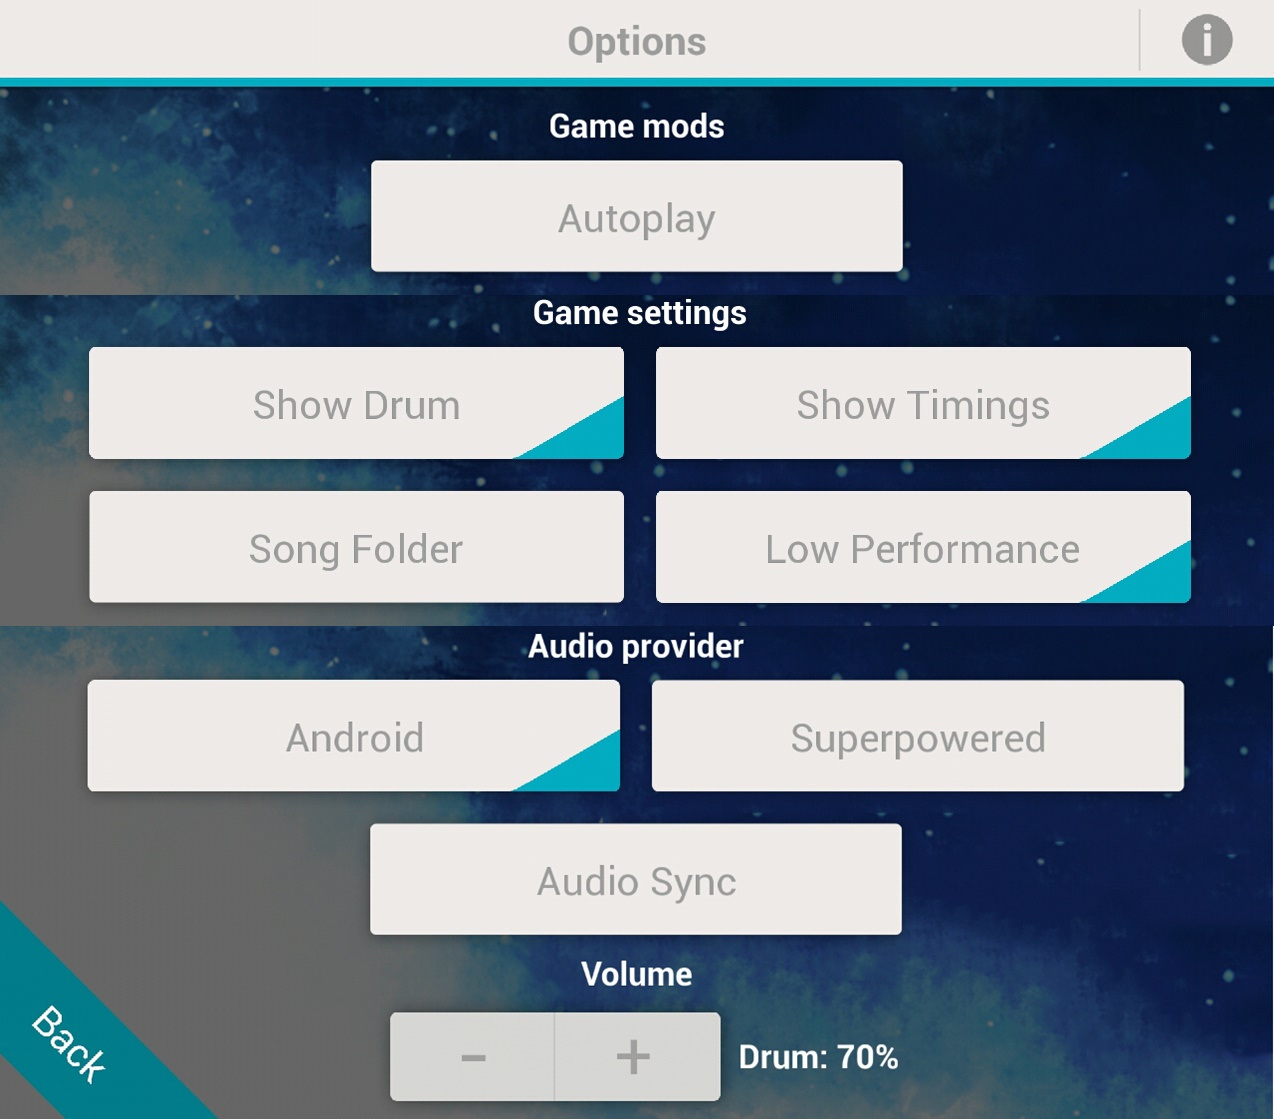 Options
i
Game mods
Autoplay
Game settings
Show Drum
Show Timings
Song Folder
Low Performance
Audio provider
Android
Superpowered
Audio Sync
Volume
- +
Drum: 70%
Back